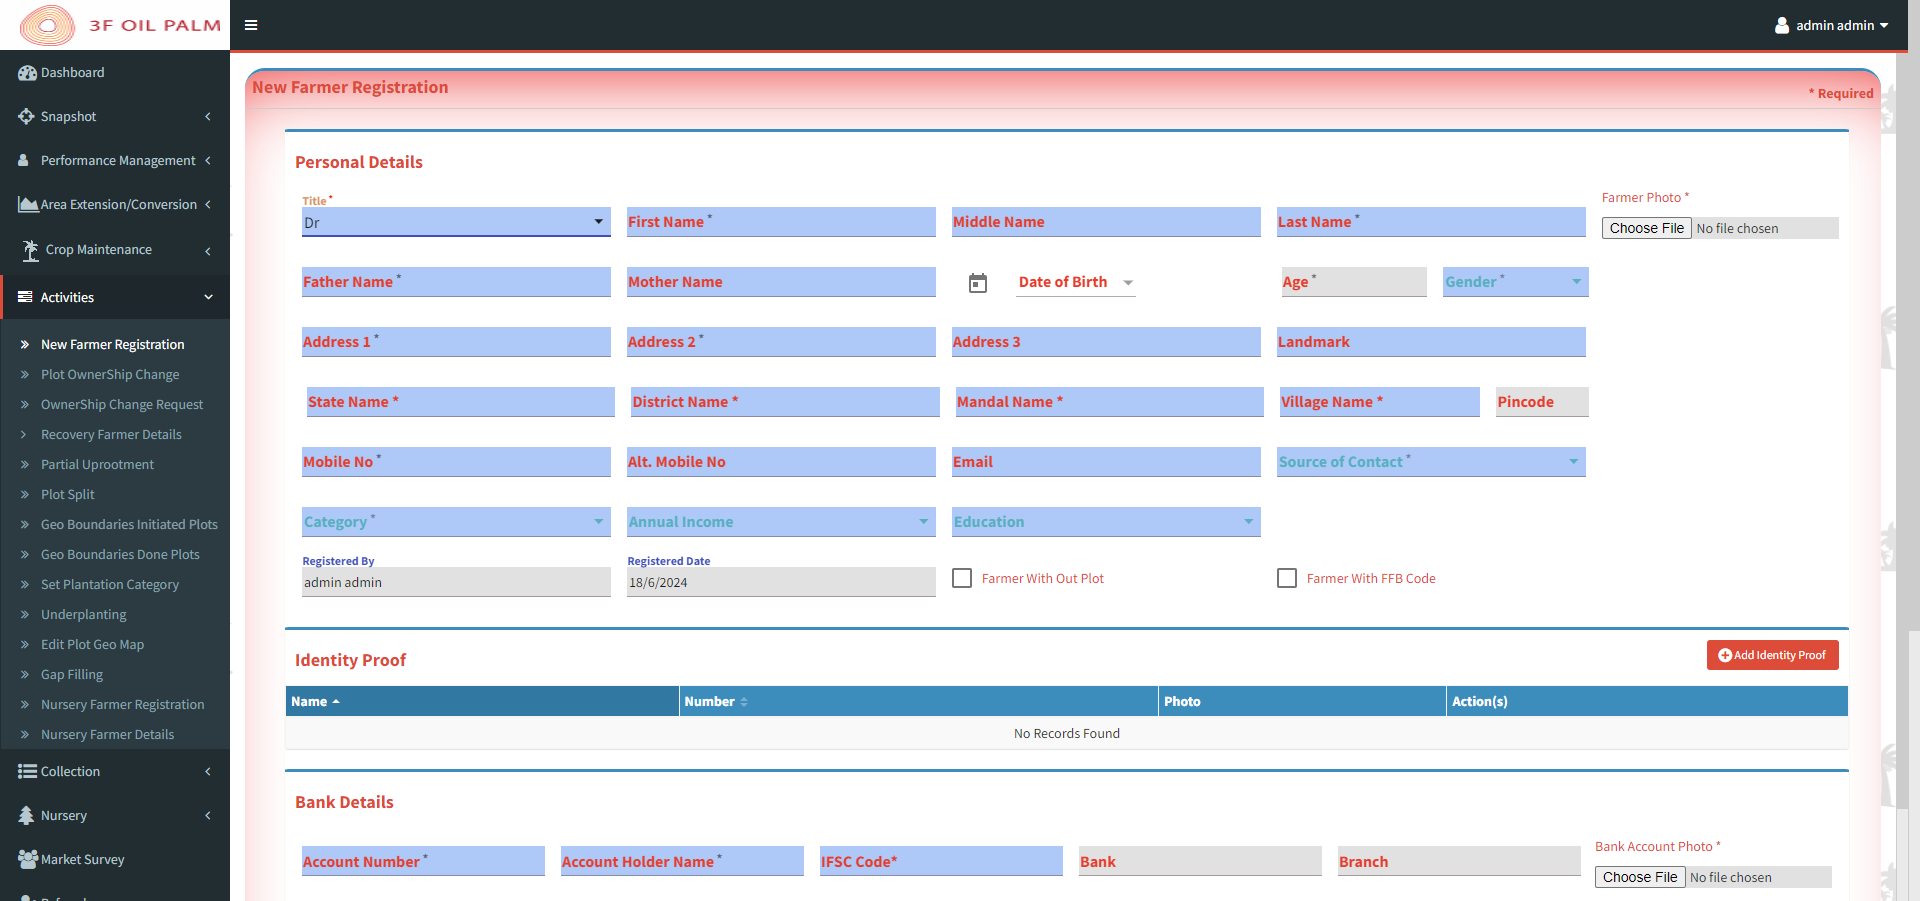 3F OIL PALM
admin admin
Dashboard
Snapshot
Performance Management
Area Extension/Conversion
Crop Maintenance
Activities
New Farmer Registration
Plot OwnerShip Change
OwnerShip Change Request
Recovery Farmer Details
Partial Uprootment
Plot Split
Geo Boundaries Initiated Plots
Geo Boundaries Done Plots
Set Plantation Category
Underplanting
Edit Plot Geo Map
Gap Filling
Nursery Farmer Registration
Nursery Farmer Details
Collection
Nursery
Market Survey
New Farmer Registration
* Required
Personal Details
Title *
Dr
First Name *
Middle Name
Last Name *
Farmer Photo *
Choose File No file chosen
Father Name *
Mother Name
Date of Birth
Age *
Gender *
Address 1 *
Address 2 *
Address 3
Landmark
State Name *
District Name *
Mandal Name *
Village Name *
Pincode
Mobile No *
Alt. Mobile No
Email
Source of Contact *
Category *
Annual Income
Education
Registered By
admin admin
Registered Date
18/6/2024
Farmer With Out Plot
Farmer With FFB Code
Identity Proof
Add Identity Proof
Name
Number
Photo
Action(s)
No Records Found
Bank Details
Account Number *
Account Holder Name *
IFSC Code*
Bank
Branch
Bank Account Photo *
Choose File No file chosen